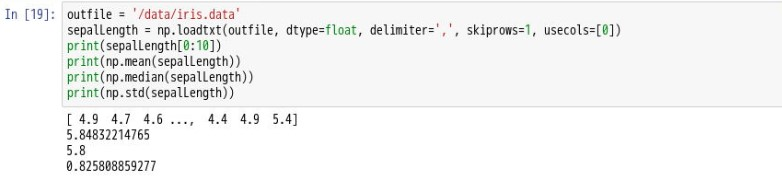 In [19]: outfile = '/data/iris.data'
sepalLength = np.loadtxt(outfile, dtype=float, delimiter=',', skiprows=1, usecols=[0])
print(sepalLength[0:10])
print(np.mean(sepalLength))
print(np.median(sepalLength))
print(np.std(sepalLength))
[ 4.9 4.7 4.6 ..., 4.4 4.9 5.4]
5.84832214765
5.8
0.825808859277